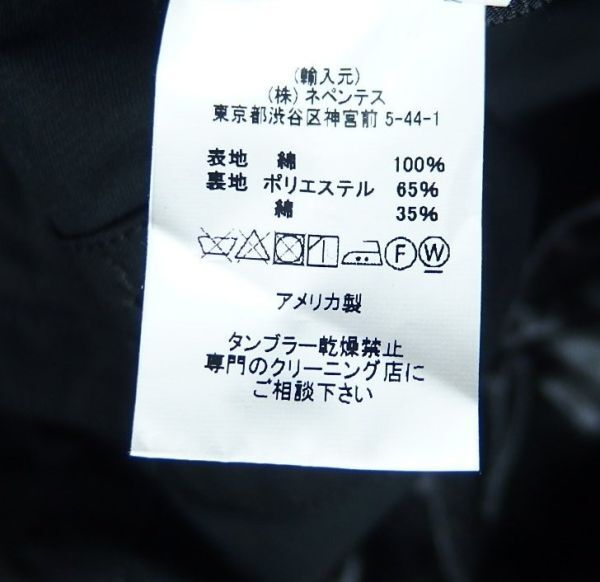 (輸入元)
(株) ネペンテス
東京都渋谷区神宮前 5-44-1
表地 綿 100%
裏地 ポリエステル 65%
綿 35%
F W
アメリカ製
タンブラー乾燥禁止
専門のクリーニング店に
ご相談下さい